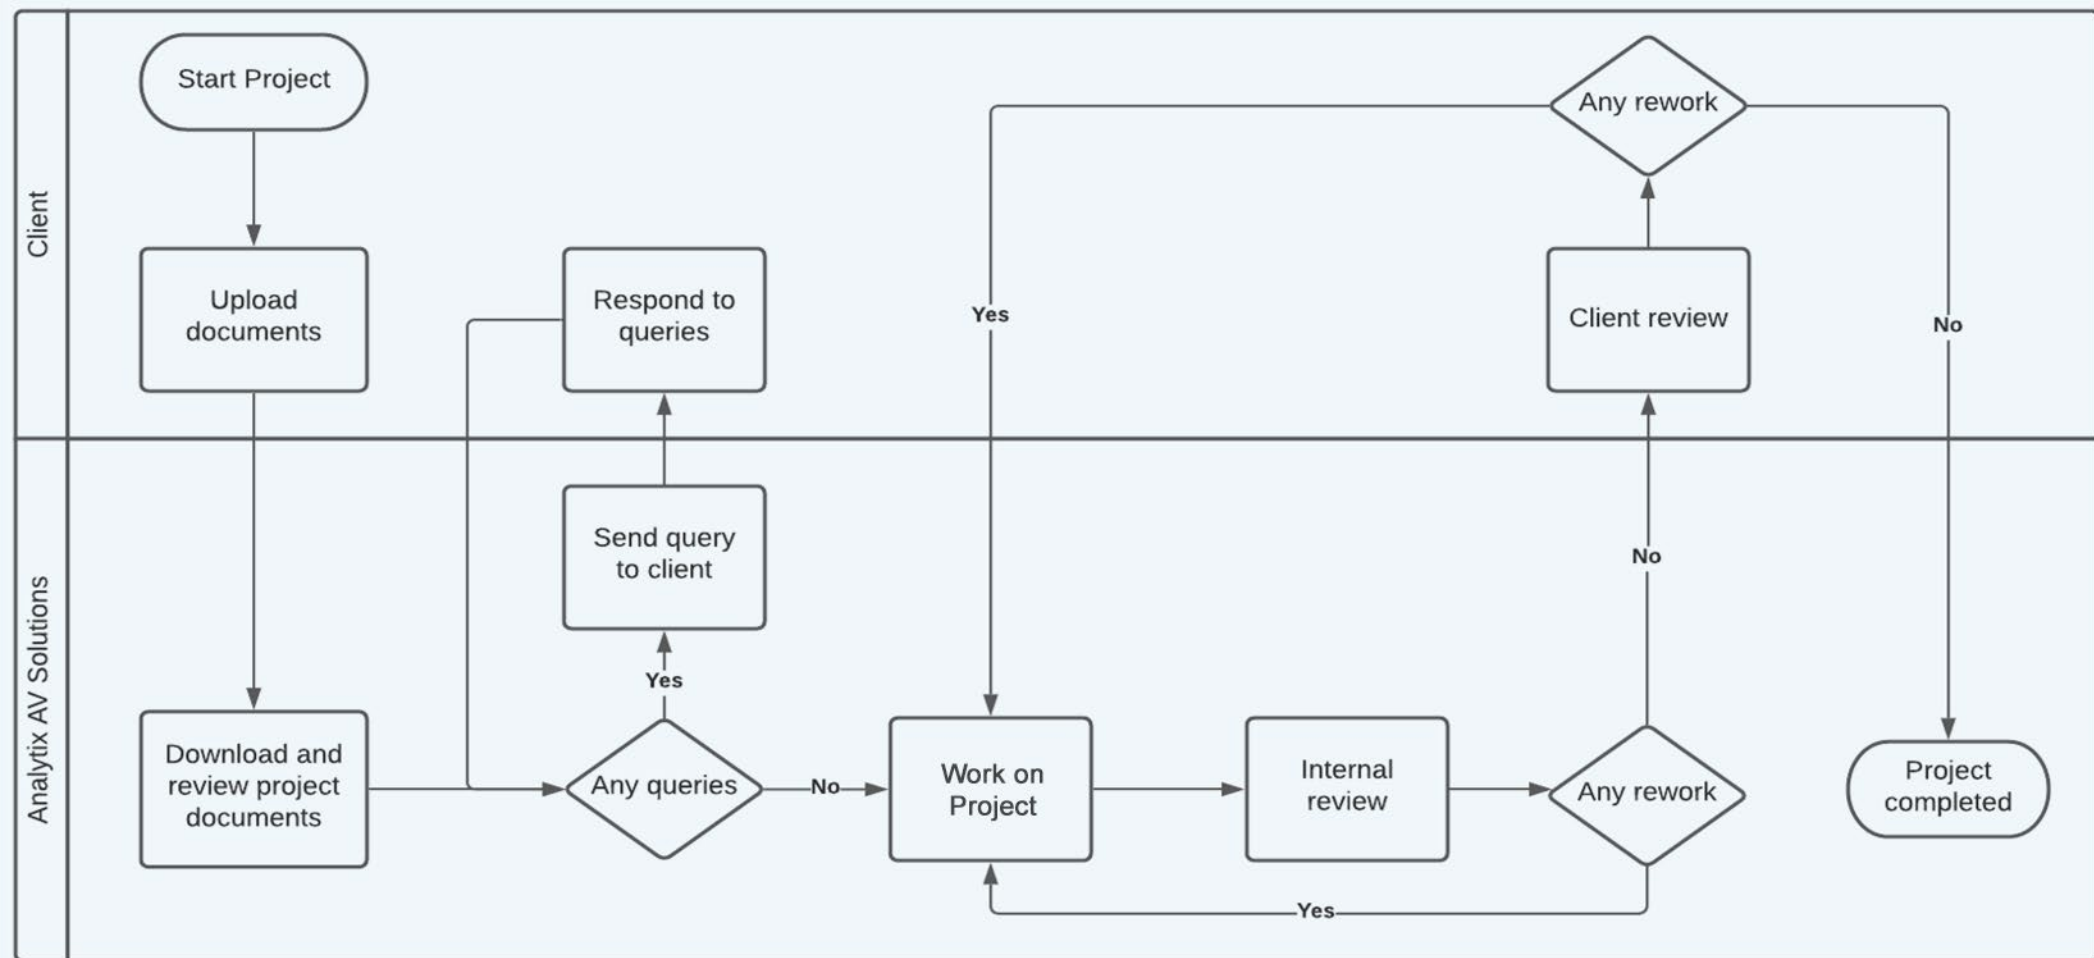 Client
Start Project
Upload
documents
Respond to
queries
Any rework
Yes
Client review
No
Analytix AV Solutions
Download and
review project
documents
Send query
to client
Yes
Any queries
No
Work on
Project
Internal
review
No
Any rework
Yes
Project
completed